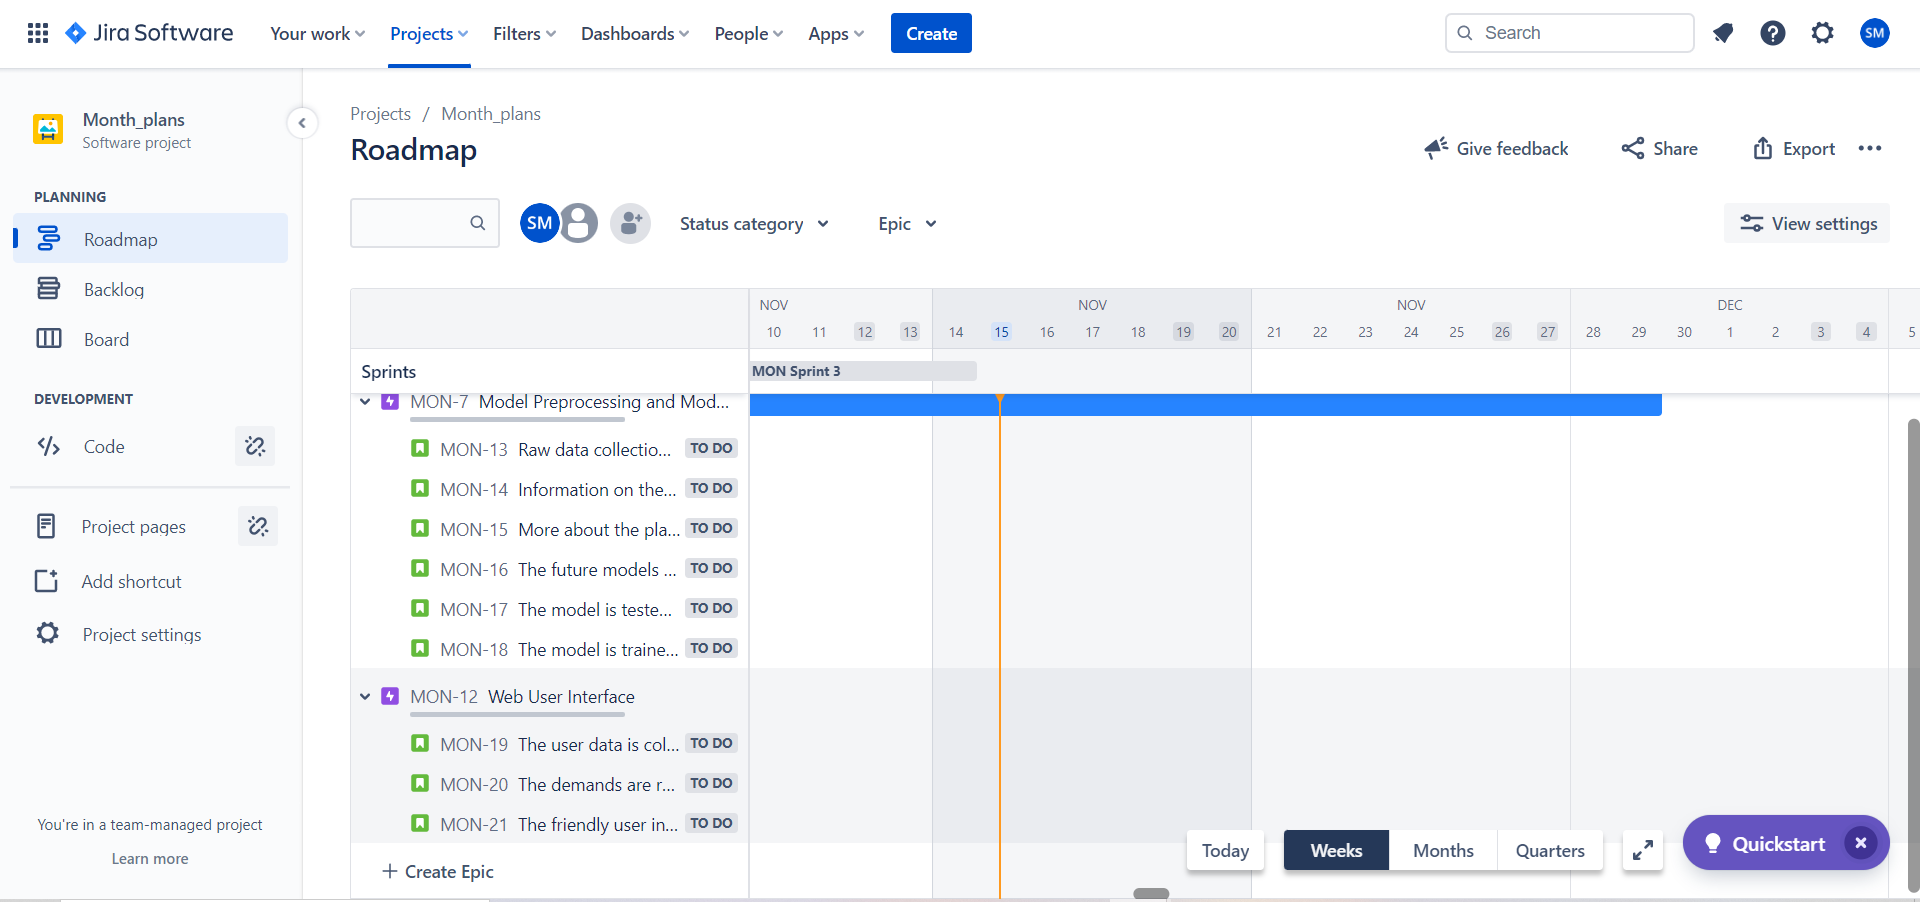 Jira Software Your work Projects Filters Dashboards People Apps Create Search SM
Month_plans
Software project
PLANNING
Roadmap
Backlog
Board
DEVELOPMENT
Code
Project pages
Add shortcut
Project settings
You're in a team-managed project
Learn more
Projects / Month_plans
Roadmap
Give feedback Share Export
SM Status category Epic View settings
NOV NOV NOV DEC
10 11 12 13 14 15 16 17 18 19 20 21 22 23 24 25 26 27 28 29 30 1 2 3 4 5
Sprints MON Sprint 3
MON-7 Model Preprocessing and Mod...
MON-13 Raw data collectio... TO DO
MON-14 Information on the... TO DO
MON-15 More about the pla... TO DO
MON-16 The future models ... TO DO
MON-17 The model is teste... TO DO
MON-18 The model is traine... TO DO
MON-12 Web User Interface
MON-19 The user data is col... TO DO
MON-20 The demands are r... TO DO
MON-21 The friendly user in... TO DO
Create Epic
Today Weeks Months Quarters Quickstart